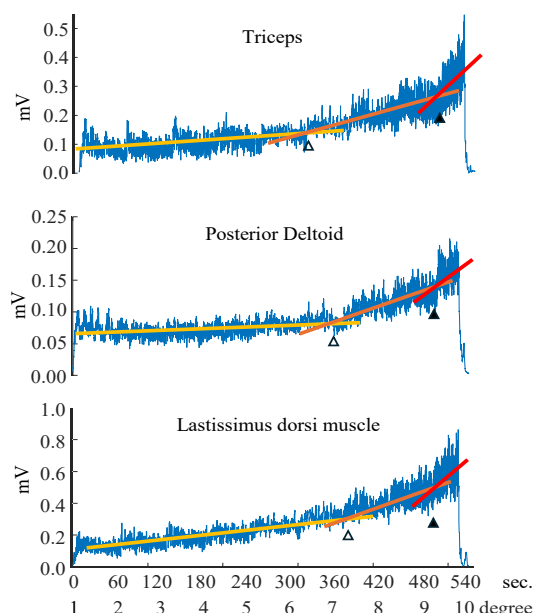 Triceps
0.5
0.4
0.3
0.2
0.1
0.0
mV
Posterior Deltoid
0.25
0.20
0.15
0.10
0.05
0.00
mV
Lastissimus dorsi muscle
1.0
0.8
0.6
0.4
0.2
0.0
mV
0 60 120 180 240 300 360 420 480 540 sec.
1 2 3 4 5 6 7 8 9 10 degree